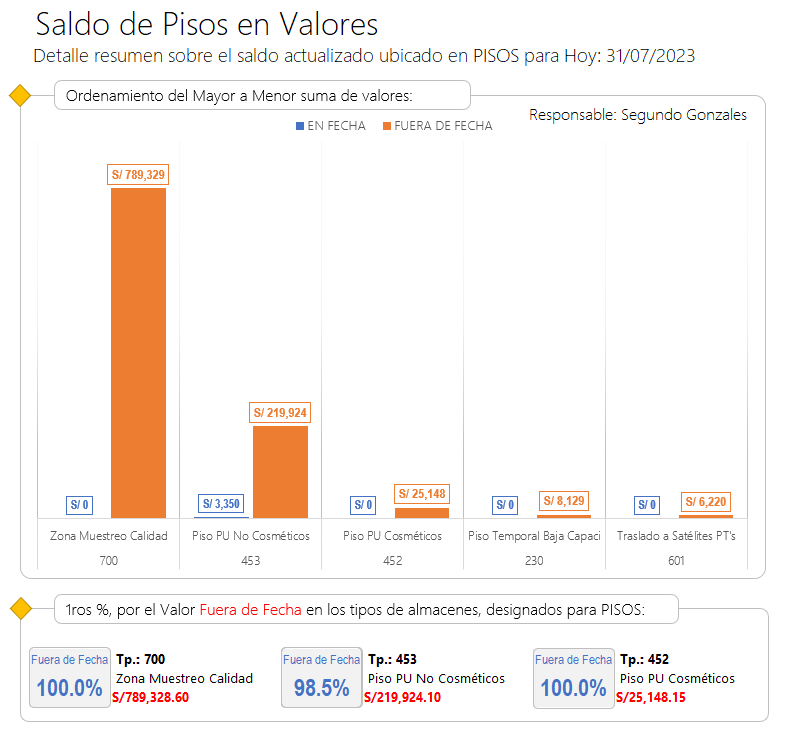 Saldo de Pisos en Valores
Detalle resumen sobre el saldo actualizado ubicado en PISOS para Hoy: 31/07/2023
Ordenamiento del Mayor a Menor suma de valores:
Responsable: Segundo Gonzales
EN FECHA FUERA DE FECHA
S/ 789,329
S/ 219,924
S/ 0 S/ 3,350 S/ 0 S/ 25,148 S/ 0 S/ 8,129 S/ 0 S/ 6,220
Zona Muestreo Calidad Piso PU No Cosméticos Piso PU Cosméticos Piso Temporal Baja Capaci Traslado a Satélites PT's
700 453 452 230 601
1ros %, por el Valor Fuera de Fecha en los tipos de almacenes, designados para PISOS:
Fuera de Fecha Tp.: 700 Fuera de Fecha Tp.: 453 Fuera de Fecha Tp.: 452
100.0% Zona Muestreo Calidad 98.5% Piso PU No Cosméticos 100.0% Piso PU Cosméticos
S/789,328.60 S/219,924.10 S/25,148.15